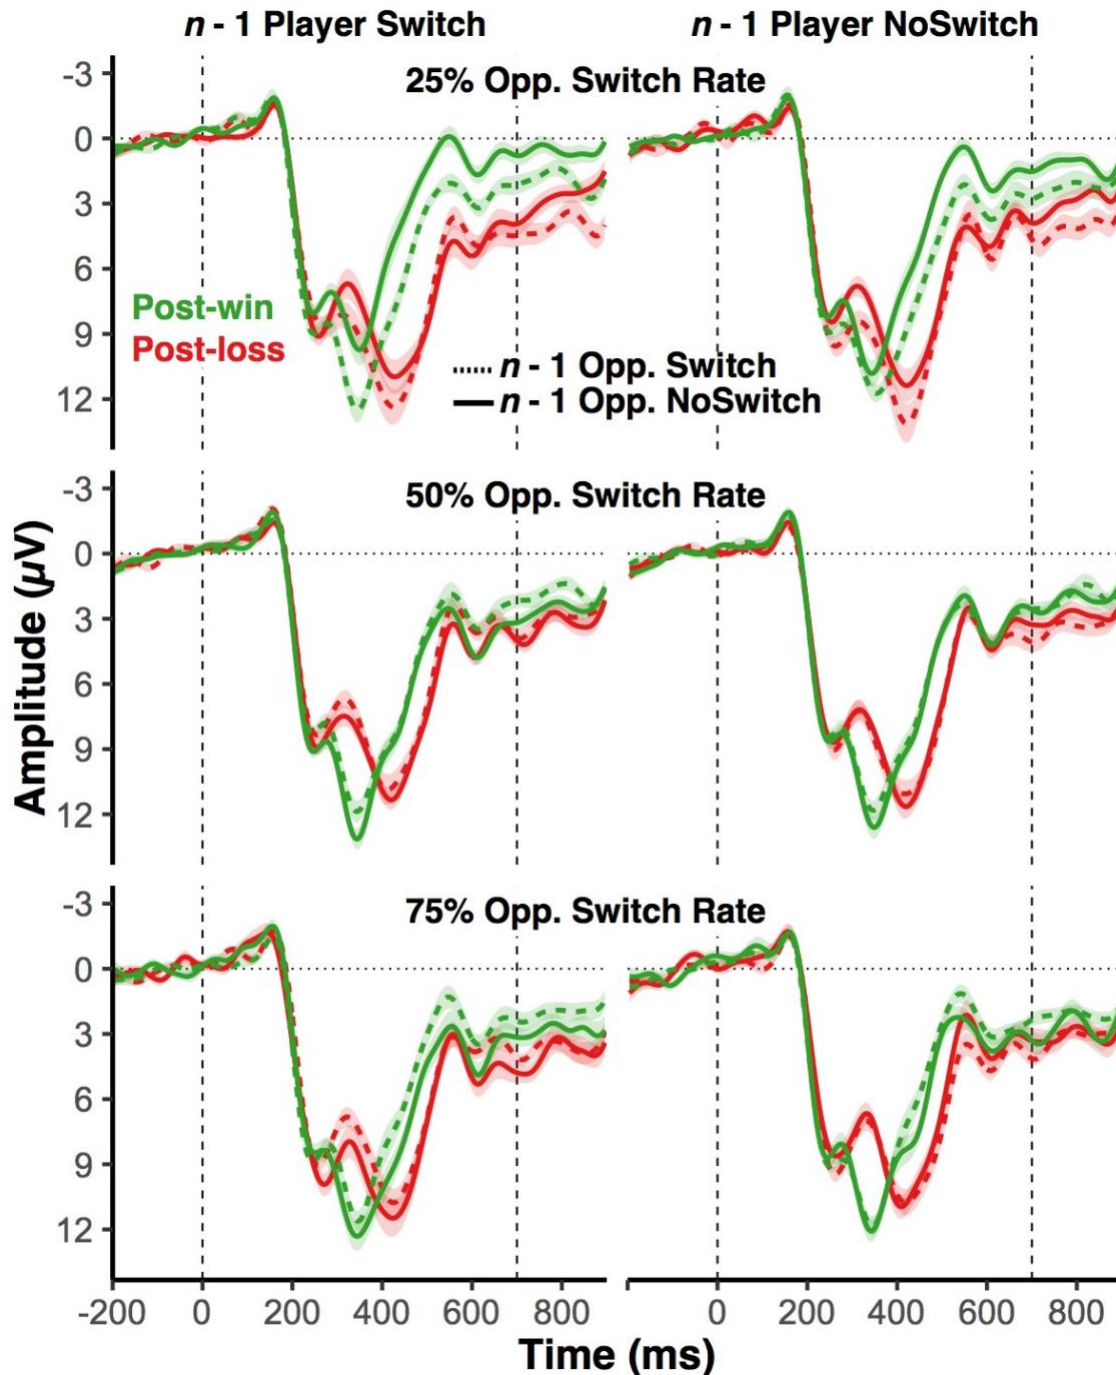 n - 1 Player Switch
n - 1 Player NoSwitch
25% Opp. Switch Rate
-3
0
3
6
9
12
Post-win
Post-loss
n - 1 Opp. Switch
n - 1 Opp. NoSwitch
50% Opp. Switch Rate
-3
0
3
6
9
12
Amplitude (µV)
75% Opp. Switch Rate
-3
0
3
6
9
12
-200 0 200 400 600 800
0 200 400 600 800
Time (ms)